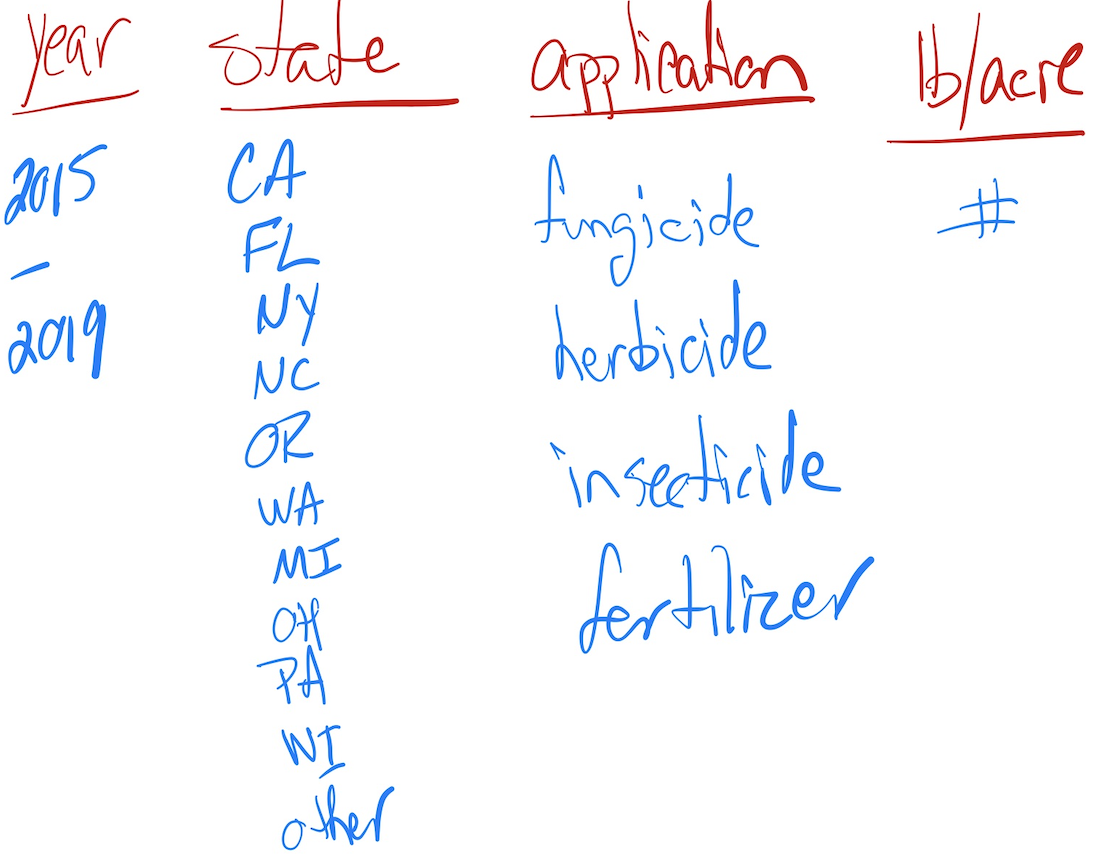 year state application lb/acre
2015 CA fungicide #
- FL
2019 NY herbicide
NC
OR insecticide
WA
MI
OH fertilizer
PA
WI
other